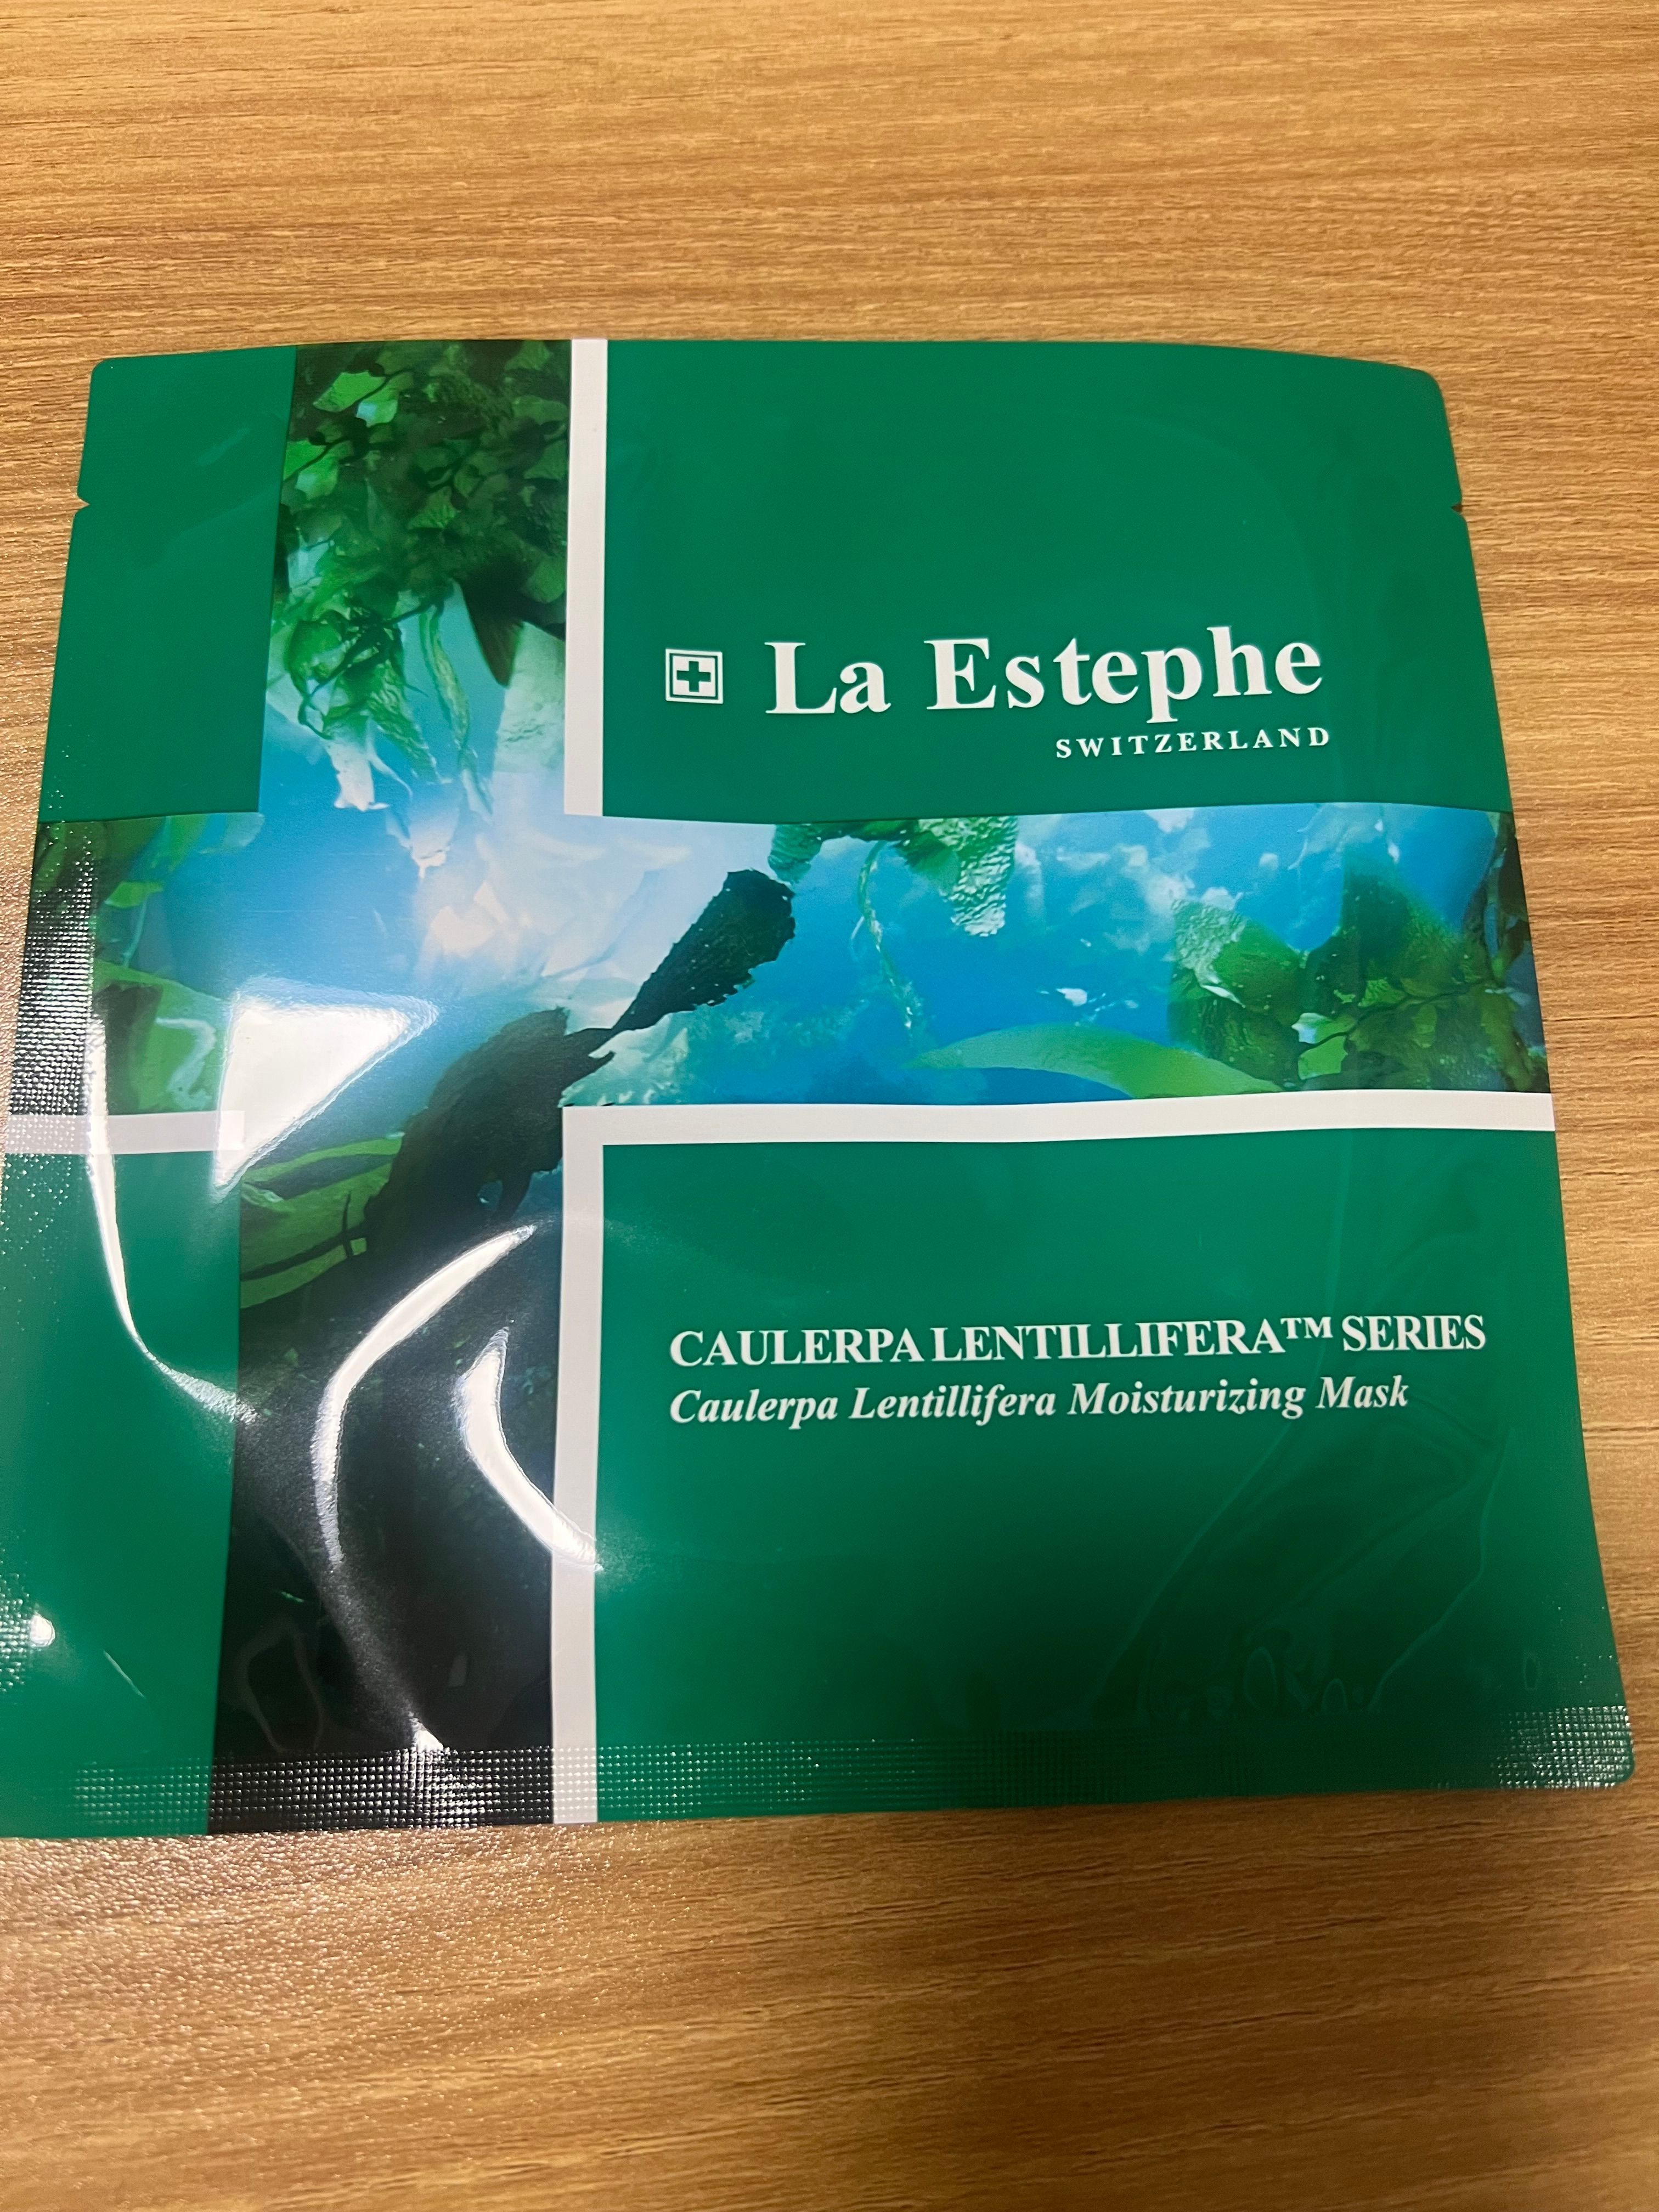 La Estephe
SWITZERLAND
CAULERPA LENTILLIFERA™ SERIES
Caulerpa Lentillifera Moisturizing Mask